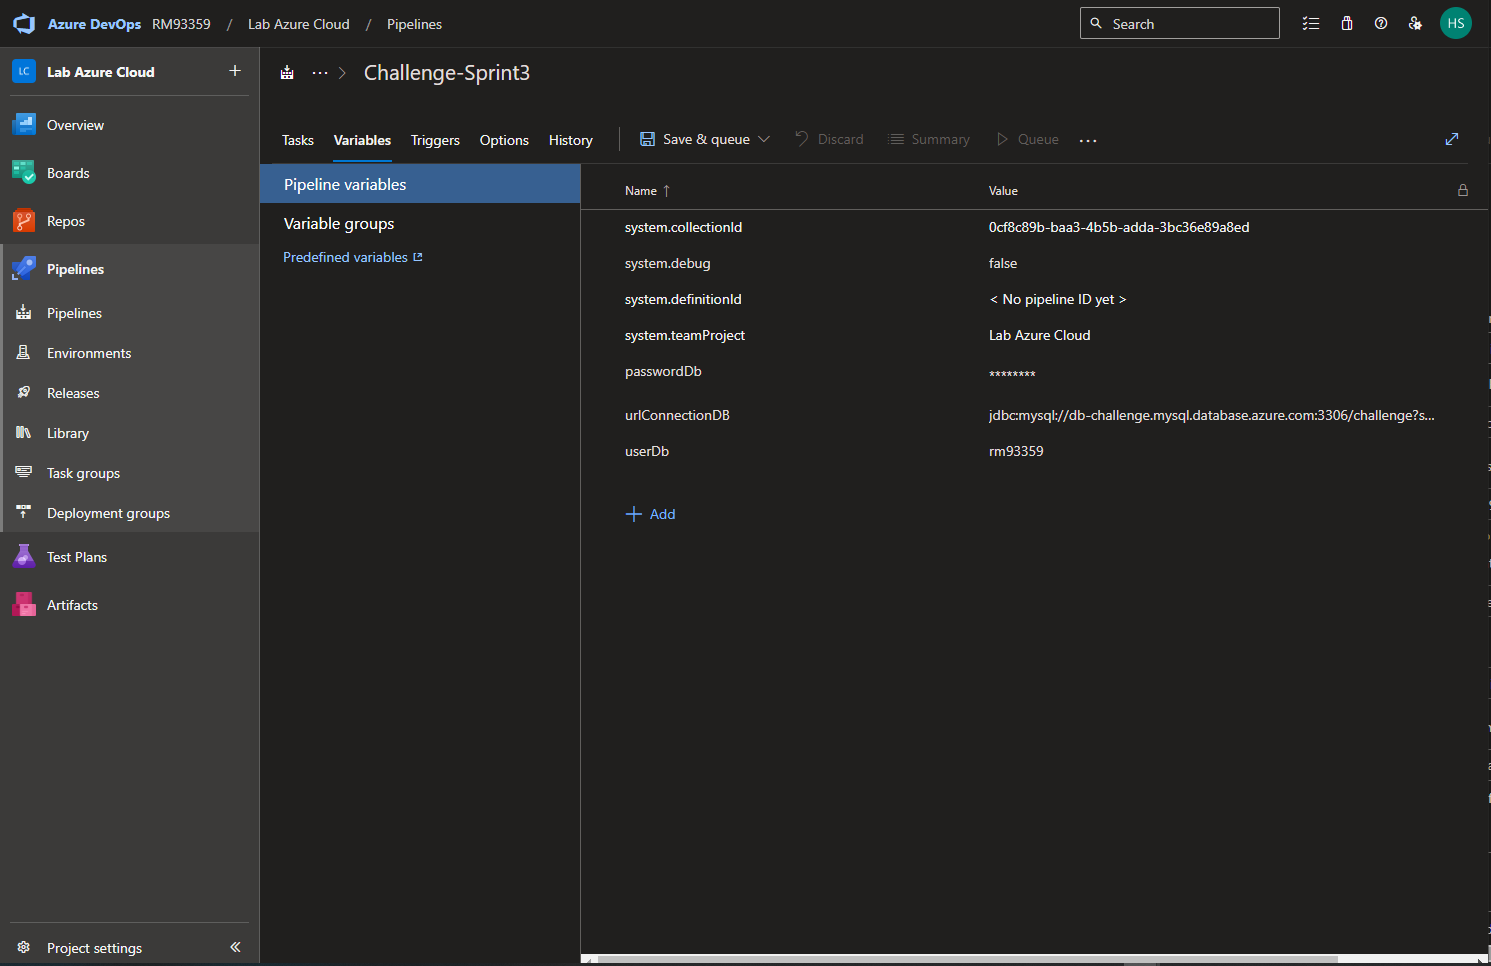 Azure DevOps RM93359 / Lab Azure Cloud / Pipelines
Search
HS
LC Lab Azure Cloud +
Overview
Boards
Repos
Pipelines
Pipelines
Environments
Releases
Library
Task groups
Deployment groups
Test Plans
Artifacts
Project settings
... > Challenge-Sprint3
Tasks Variables Triggers Options History Save & queue Discard Summary Queue ...
Pipeline variables
Variable groups
Predefined variables
Name ↑ Value
system.collectionId 0cf8c89b-baa3-4b5b-adda-3bc36e89a8ed
system.debug false
system.definitionId < No pipeline ID yet >
system.teamProject Lab Azure Cloud
passwordDb ********
urlConnectionDB jdbc:mysql://db-challenge.mysql.database.azure.com:3306/challenge?s...
userDb rm93359
+ Add